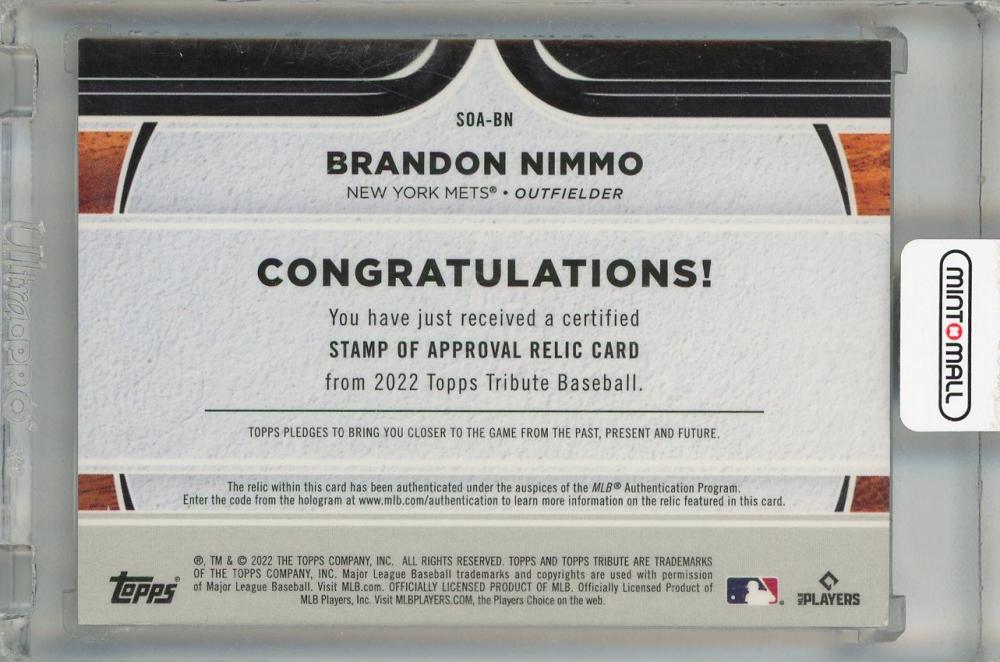 SOA-BN
BRANDON NIMMO
NEW YORK METS® • OUTFIELDER
CONGRATULATIONS!
You have just received a certified
STAMP OF APPROVAL RELIC CARD
from 2022 Topps Tribute Baseball.
TOPPS PLEDGES TO BRING YOU CLOSER TO THE GAME FROM THE PAST, PRESENT AND FUTURE.
The relic within this card has been authenticated under the auspices of the MLB® Authentication Program.
Enter the code from the hologram at www.mlb.com/authentication to learn more information on the relic featured in this card.
®, TM & © 2022 THE TOPPS COMPANY, INC. ALL RIGHTS RESERVED. TOPPS AND TOPPS TRIBUTE ARE TRADEMARKS
OF THE TOPPS COMPANY, INC. Major League Baseball trademarks and copyrights are used with permission
of Major League Baseball. Visit MLB.com. OFFICIALLY LICENSED PRODUCT OF MLB. Officially Licensed Product of
MLB Players, Inc. Visit MLBPLAYERS.COM, the Players Choice on the web.
topps®
MLB PLAYERS
UltraPRO
MINTOMALL